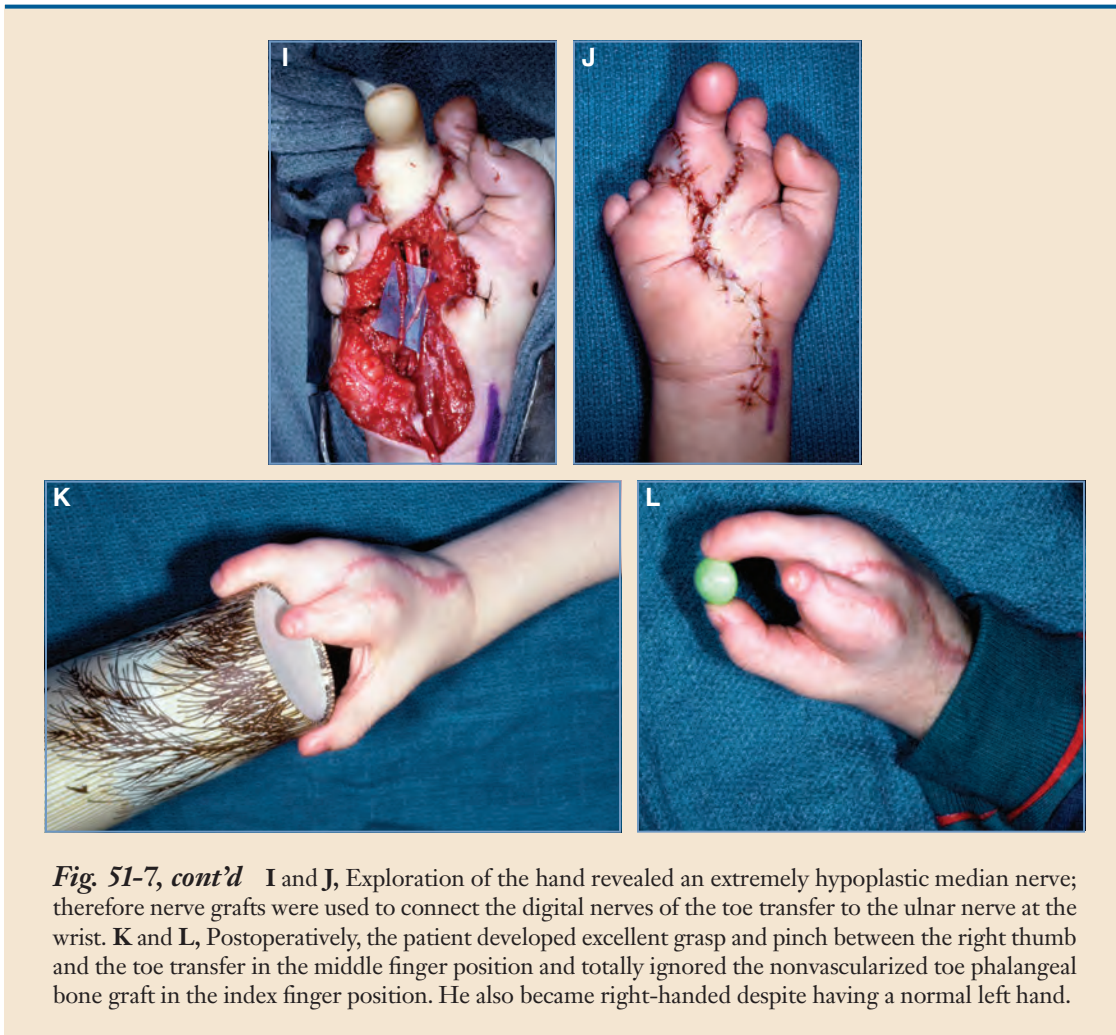 I
J
K
L
Fig. 51-7, cont’d I and J, Exploration of the hand revealed an extremely hypoplastic median nerve;
therefore nerve grafts were used to connect the digital nerves of the toe transfer to the ulnar nerve at the
wrist. K and L, Postoperatively, the patient developed excellent grasp and pinch between the right thumb
and the toe transfer in the middle finger position and totally ignored the nonvascularized toe phalangeal
bone graft in the index finger position. He also became right-handed despite having a normal left hand.